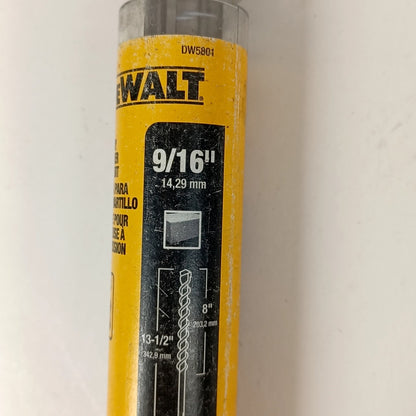 DW5801
EWALT
9/16"
14,29 mm
PARA
ARTILLO
POUR
SE À
SSION
8"
203,2 mm
13-1/2"
342,9 mm